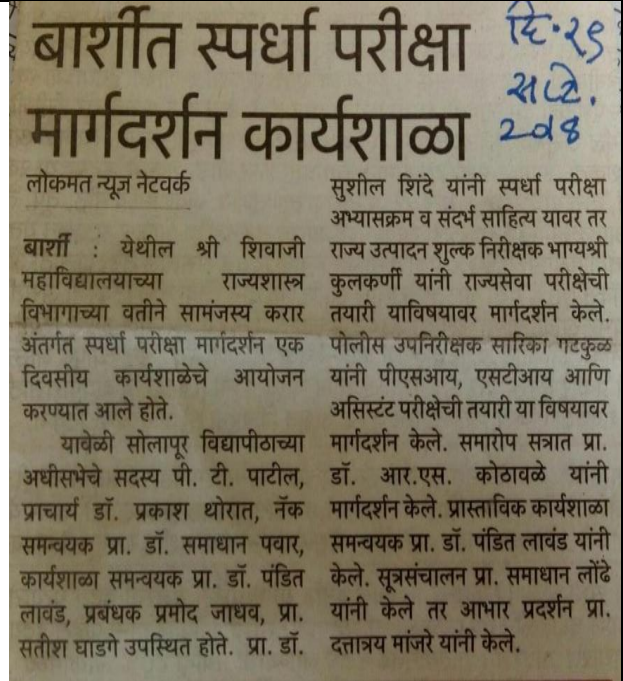 बार्शीत स्पर्धा परीक्षा
मार्गदर्शन कार्यशाळा
दि. २९
सप्टे.
2018
लोकमत न्यूज नेटवर्क
बार्शी : येथील श्री शिवाजी
महाविद्यालयाच्या राज्यशास्त्र
विभागाच्या वतीने सामंजस्य करार
अंतर्गत स्पर्धा परीक्षा मार्गदर्शन एक
दिवसीय कार्यशाळेचे आयोजन
करण्यात आले होते.
यावेळी सोलापूर विद्यापीठाच्या
अधीसभेचे सदस्य पी. टी. पाटील,
प्राचार्य डॉ. प्रकाश थोरात, नॅक
समन्वयक प्रा. डॉ. समाधान पवार,
कार्यशाळा समन्वयक प्रा. डॉ. पंडित
लावंड, प्रबंधक प्रमोद जाधव, प्रा.
सतीश घाडगे उपस्थित होते. प्रा. डॉ.
सुशील शिंदे यांनी स्पर्धा परीक्षा
अभ्यासक्रम व संदर्भ साहित्य यावर तर
राज्य उत्पादन शुल्क निरीक्षक भाग्यश्री
कुलकर्णी यांनी राज्यसेवा परीक्षेची
तयारी याविषयावर मार्गदर्शन केले.
पोलीस उपनिरीक्षक सारिका गटकुळ
यांनी पीएसआय, एसटीआय आणि
असिस्टंट परीक्षेची तयारी या विषयावर
मार्गदर्शन केले. समारोप सत्रात प्रा.
डॉ. आर.एस. कोठावळे यांनी
मार्गदर्शन केले. प्रास्ताविक कार्यशाळा
समन्वयक प्रा. डॉ. पंडित लावंड यांनी
केले. सूत्रसंचालन प्रा. समाधान लोंढे
यांनी केले तर आभार प्रदर्शन प्रा.
दत्तात्रय मांजरे यांनी केले.